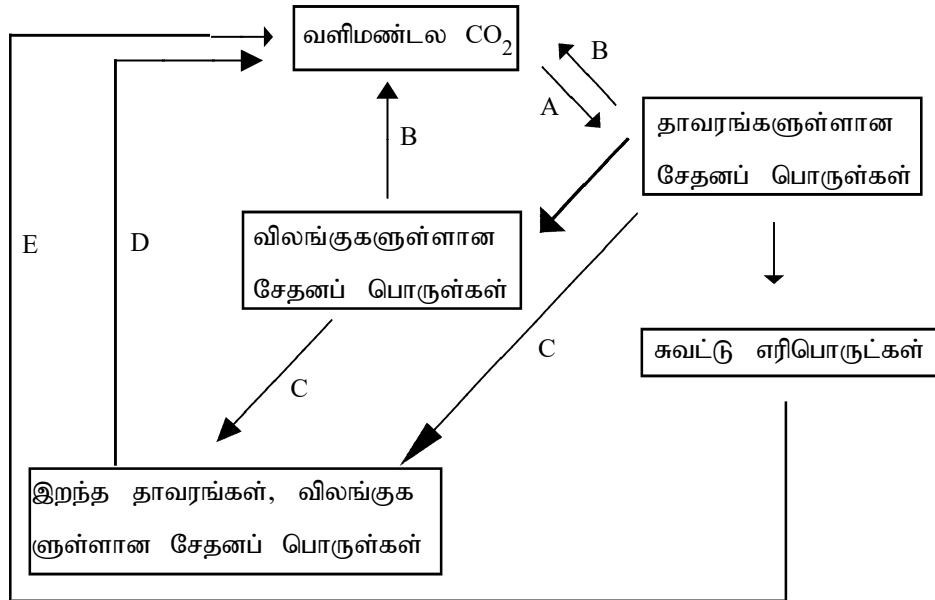 வளிமண்டல CO₂
B
A
தாவரங்களுள்ளான
சேதனப் பொருள்கள்
B
விலங்குகளுள்ளான
சேதனப் பொருள்கள்
E
D
சுவட்டு எரிபொருட்கள்
C
C
இறந்த தாவரங்கள், விலங்குக
ளுள்ளான சேதனப் பொருள்கள்